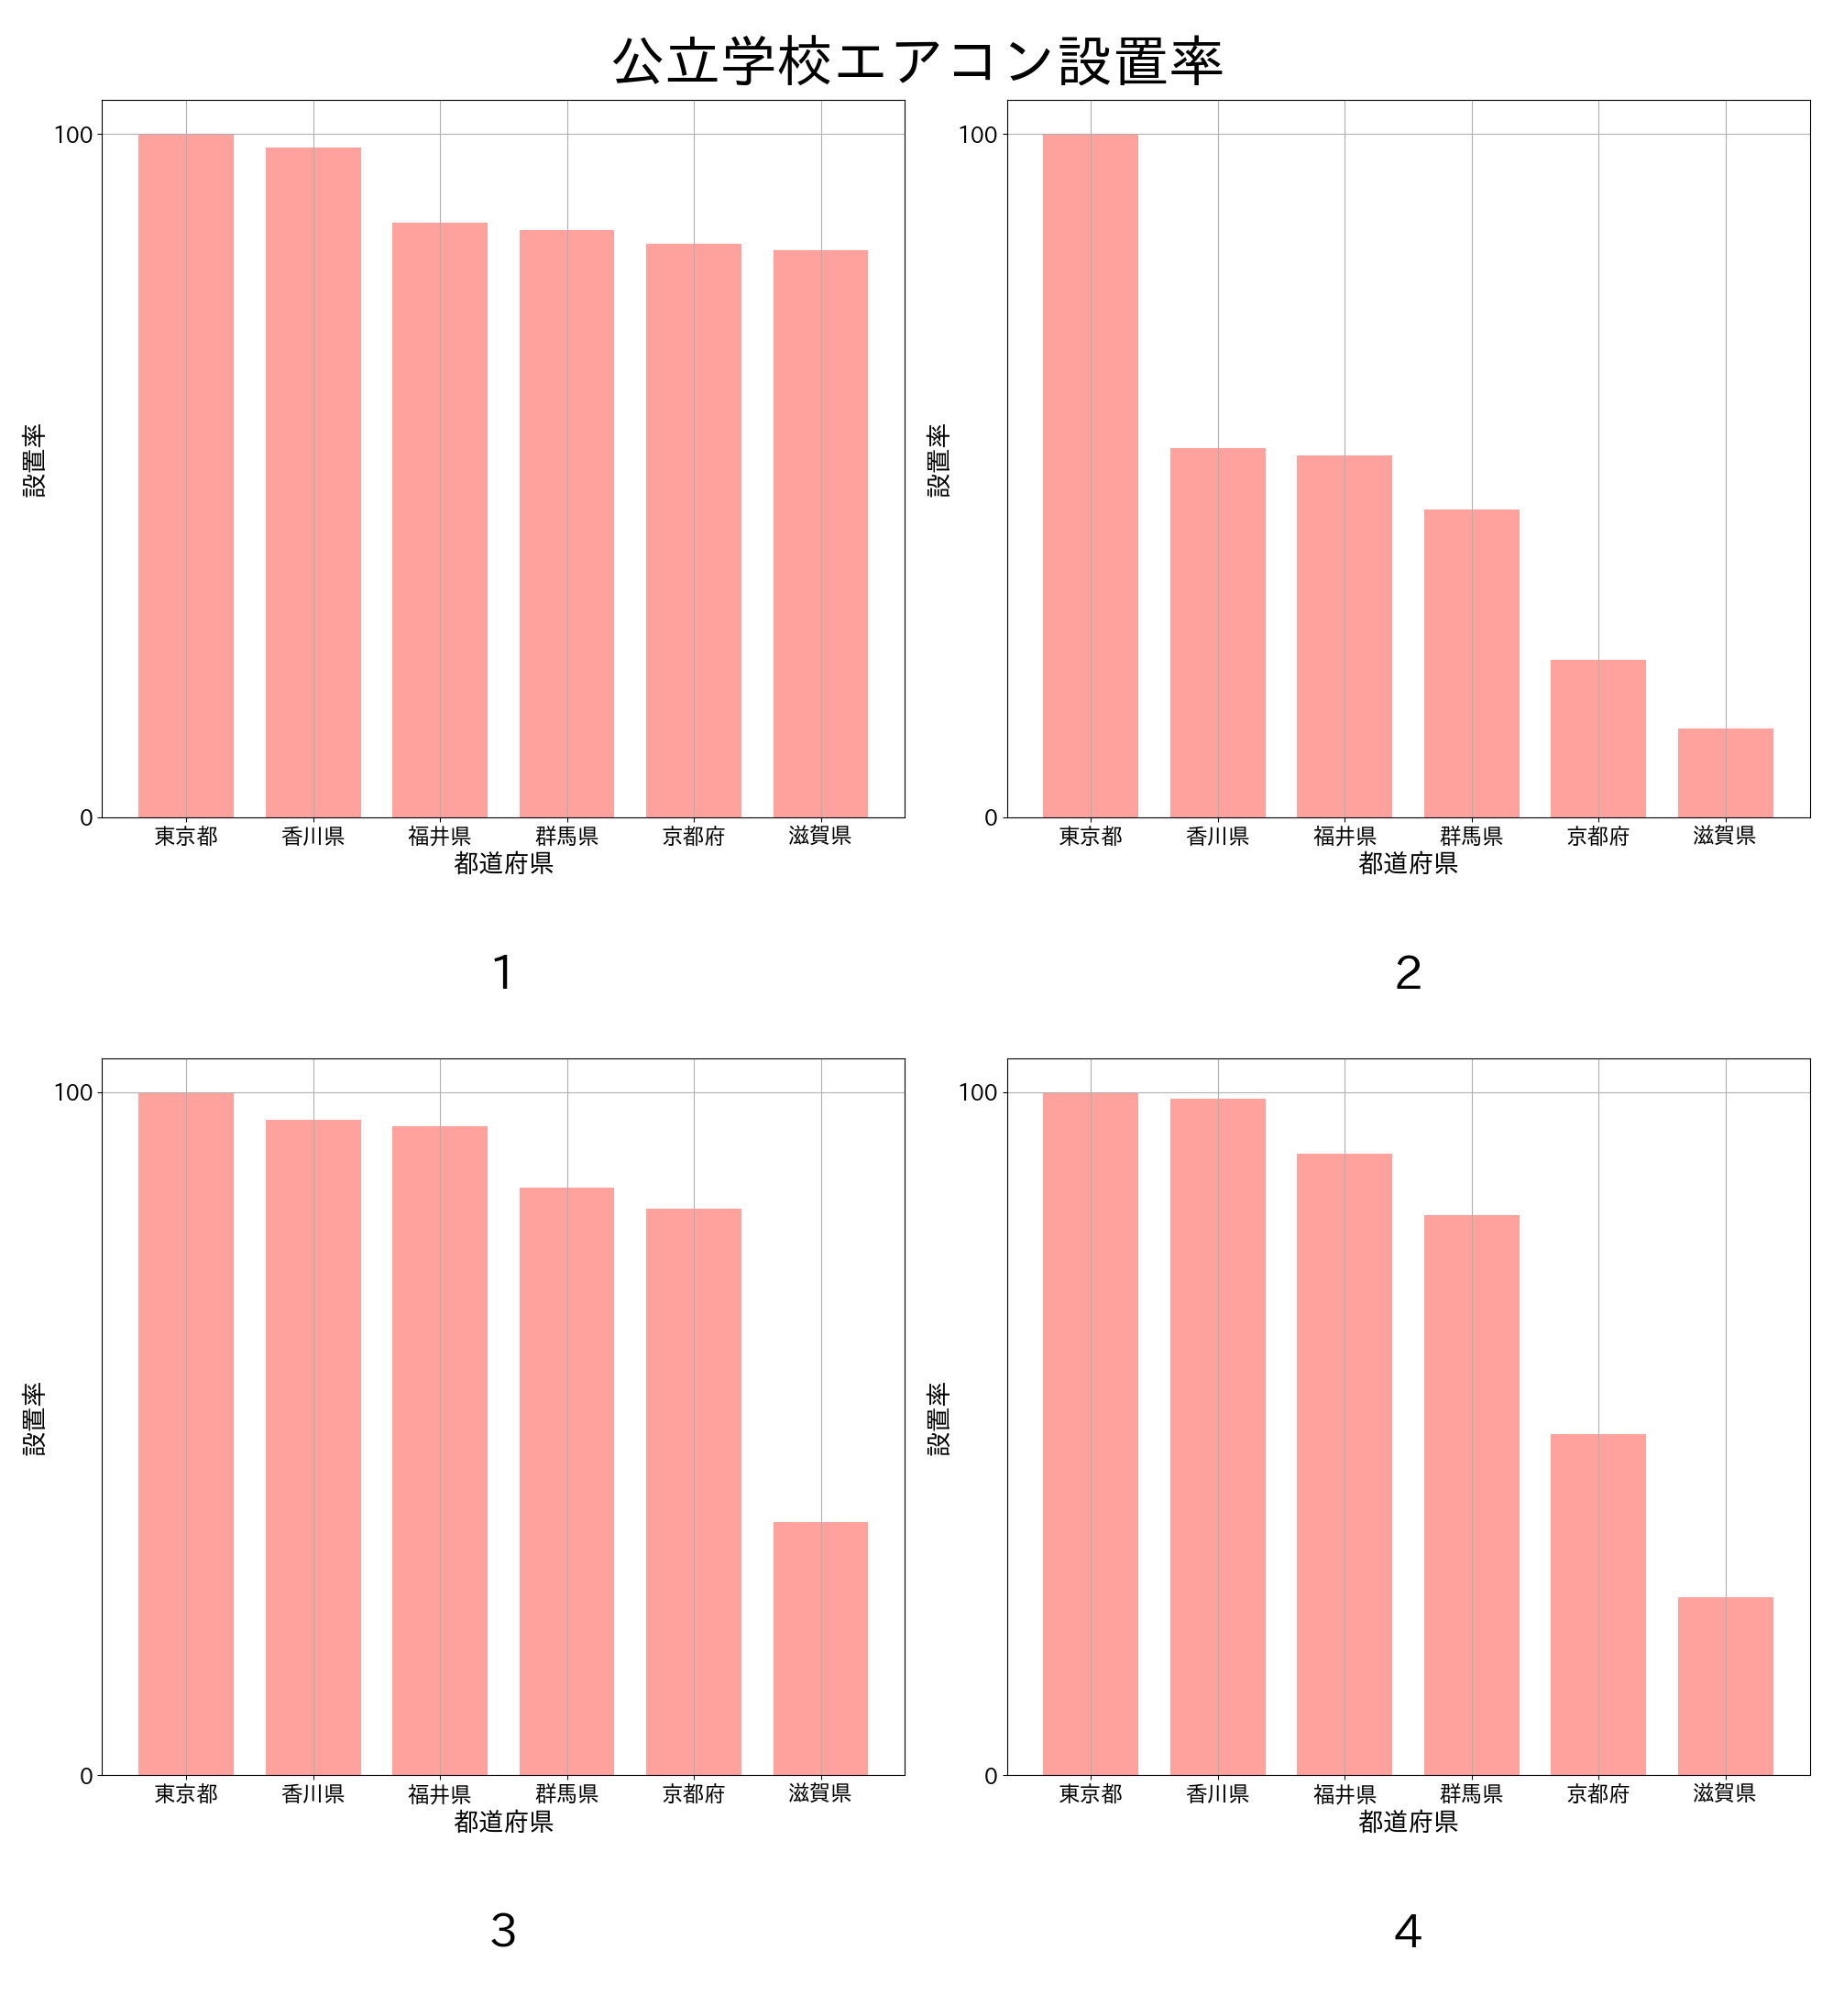 公立学校エアコン設置率
100
0
設置率
東京都 香川県 福井県 群馬県 京都府 滋賀県
都道府県
1
100
0
設置率
東京都 香川県 福井県 群馬県 京都府 滋賀県
都道府県
2
100
0
設置率
東京都 香川県 福井県 群馬県 京都府 滋賀県
都道府県
3
100
0
設置率
東京都 香川県 福井県 群馬県 京都府 滋賀県
都道府県
4